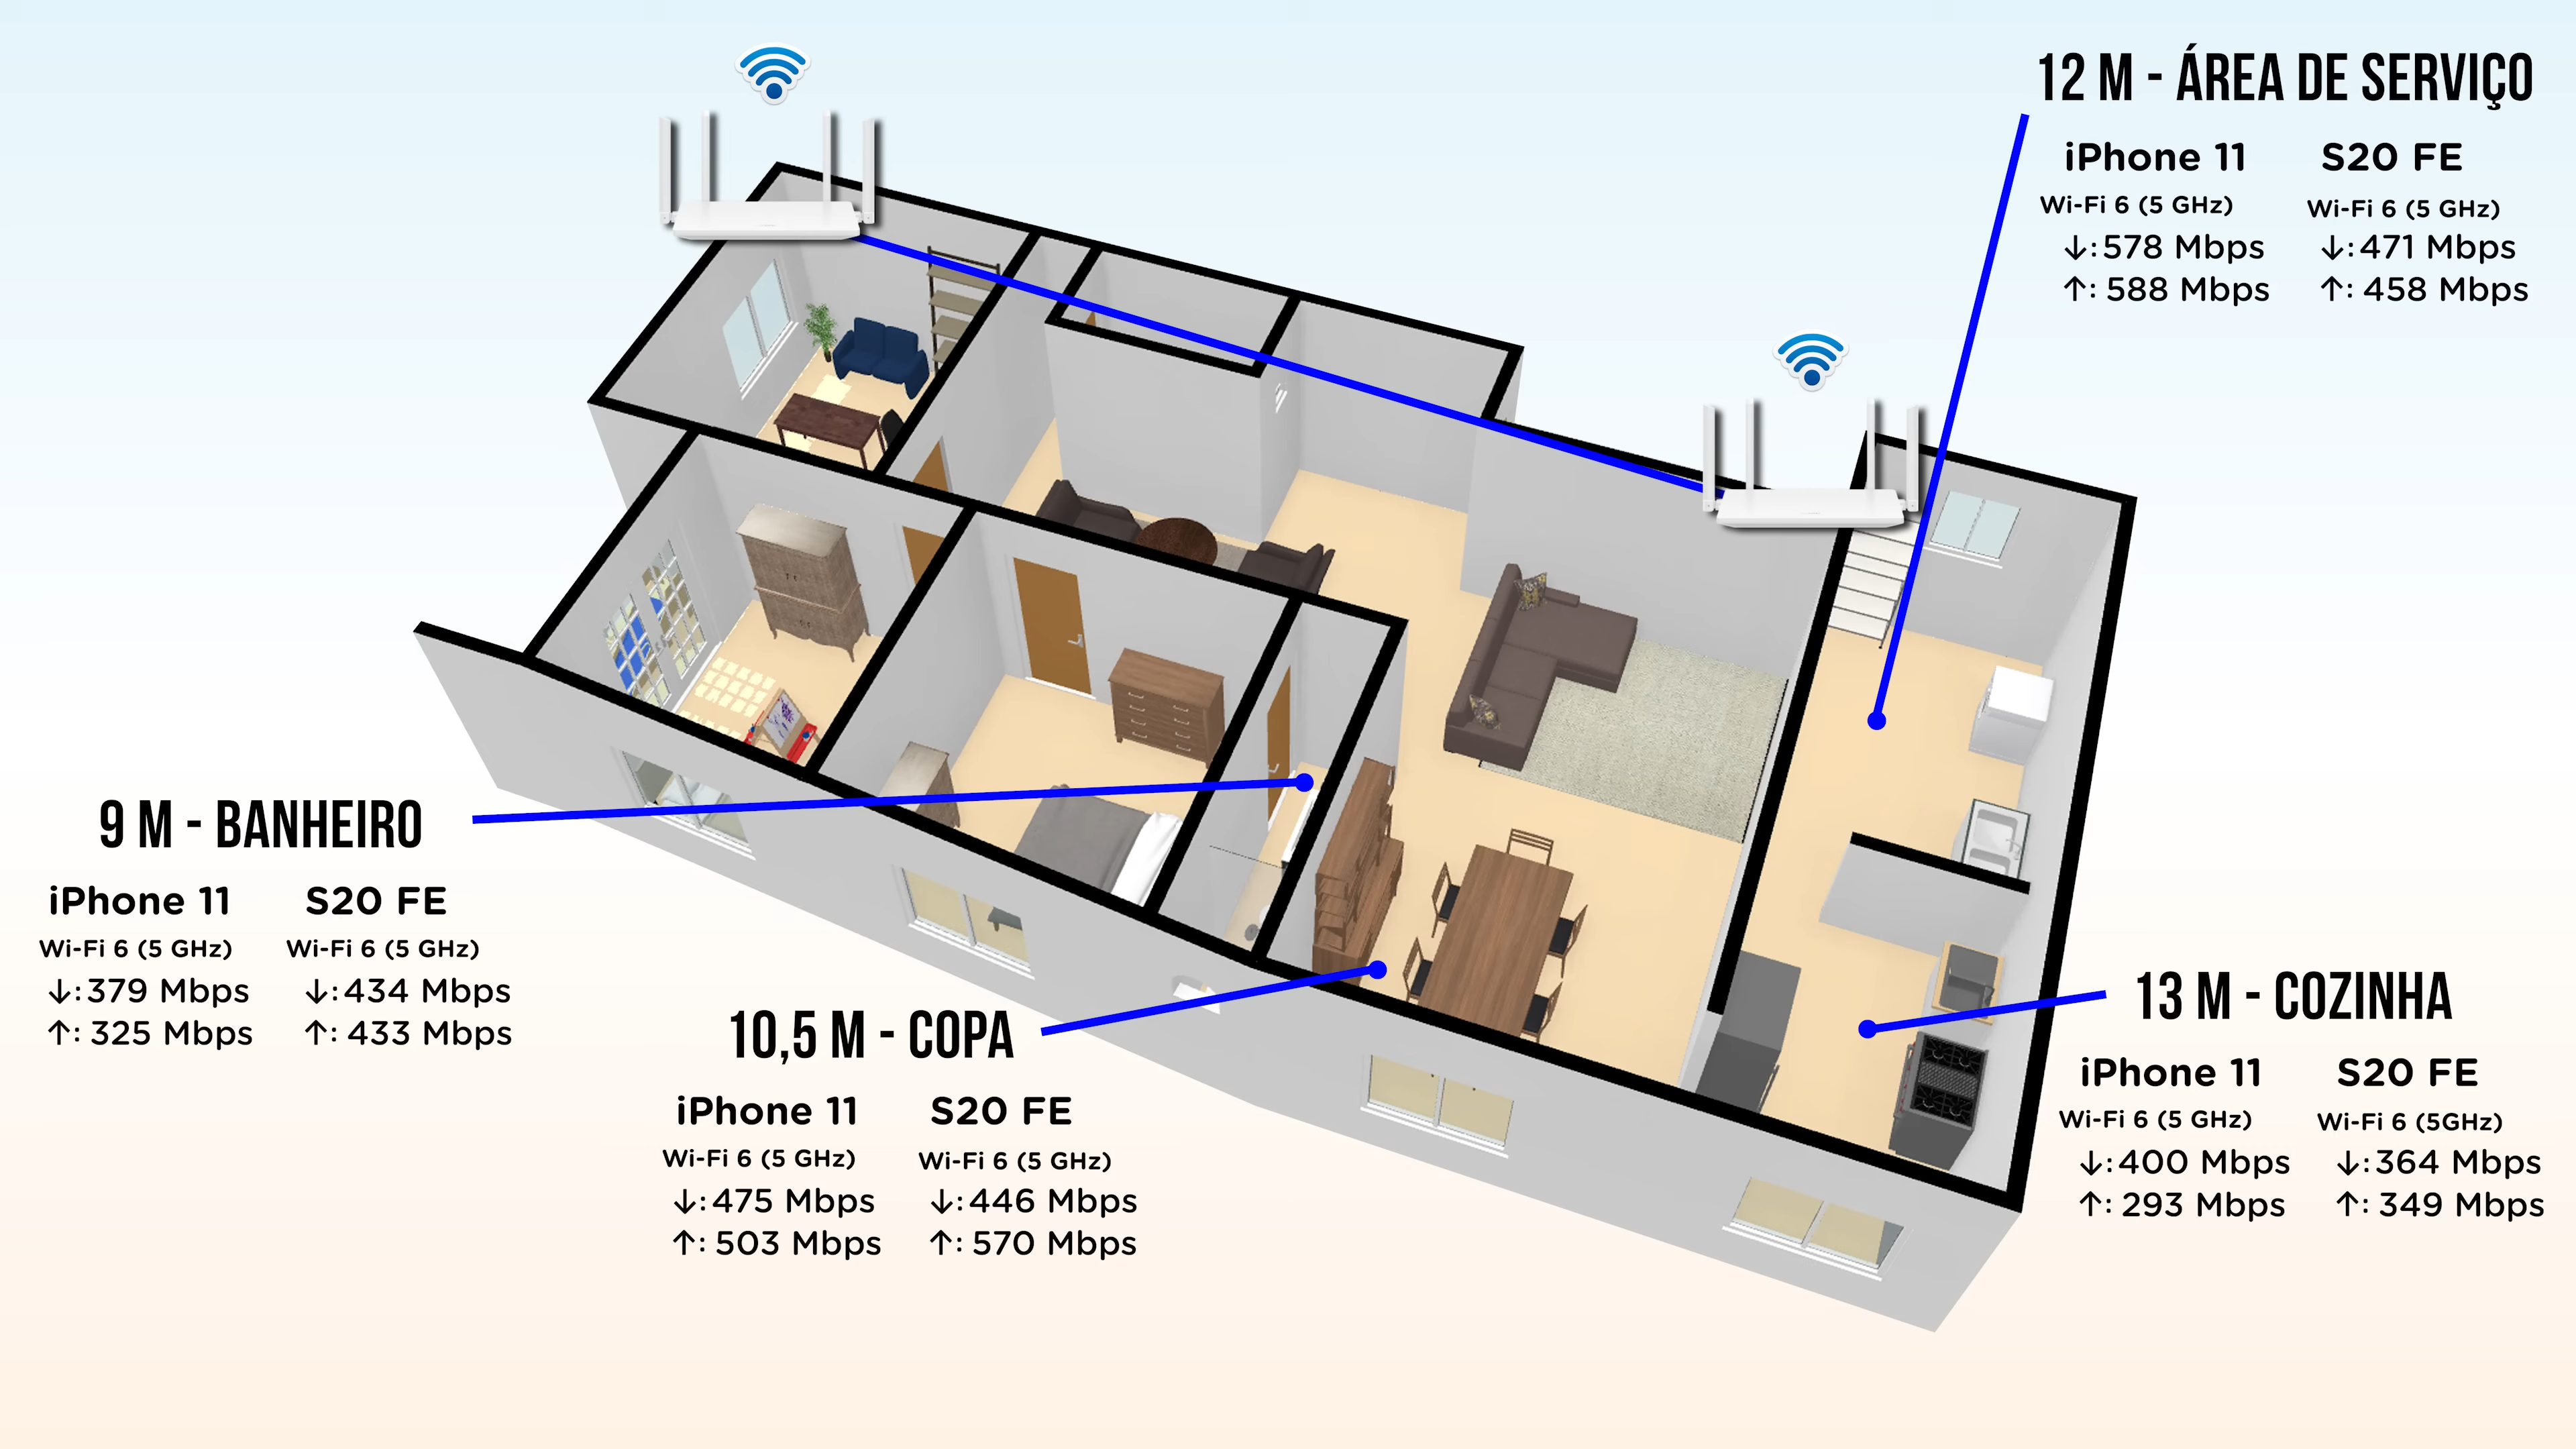 12 M - ÁREA DE SERVIÇO
iPhone 11 S20 FE
Wi-Fi 6 (5 GHz) Wi-Fi 6 (5 GHz)
↓:578 Mbps ↓:471 Mbps
↑: 588 Mbps ↑: 458 Mbps
9 M - BANHEIRO
iPhone 11 S20 FE
Wi-Fi 6 (5 GHz) Wi-Fi 6 (5 GHz)
↓:379 Mbps ↓:434 Mbps
↑: 325 Mbps ↑: 433 Mbps
10,5 M - COPA
iPhone 11 S20 FE
Wi-Fi 6 (5 GHz) Wi-Fi 6 (5 GHz)
↓:475 Mbps ↓:446 Mbps
↑: 503 Mbps ↑: 570 Mbps
13 M - COZINHA
iPhone 11 S20 FE
Wi-Fi 6 (5 GHz) Wi-Fi 6 (5GHz)
↓:400 Mbps ↓:364 Mbps
↑: 293 Mbps ↑: 349 Mbps